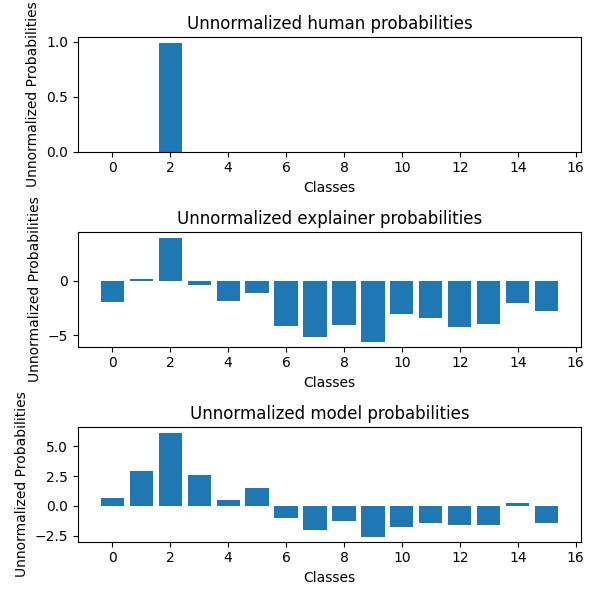 Unnormalized human probabilities
Unnormalized Probabilities
1.0
0.5
0.0
0 2 4 6 8 10 12 14 16
Classes
Unnormalized explainer probabilities
Unnormalized Probabilities
0
−5
0 2 4 6 8 10 12 14 16
Classes
Unnormalized model probabilities
Unnormalized Probabilities
5.0
2.5
0.0
−2.5
0 2 4 6 8 10 12 14 16
Classes